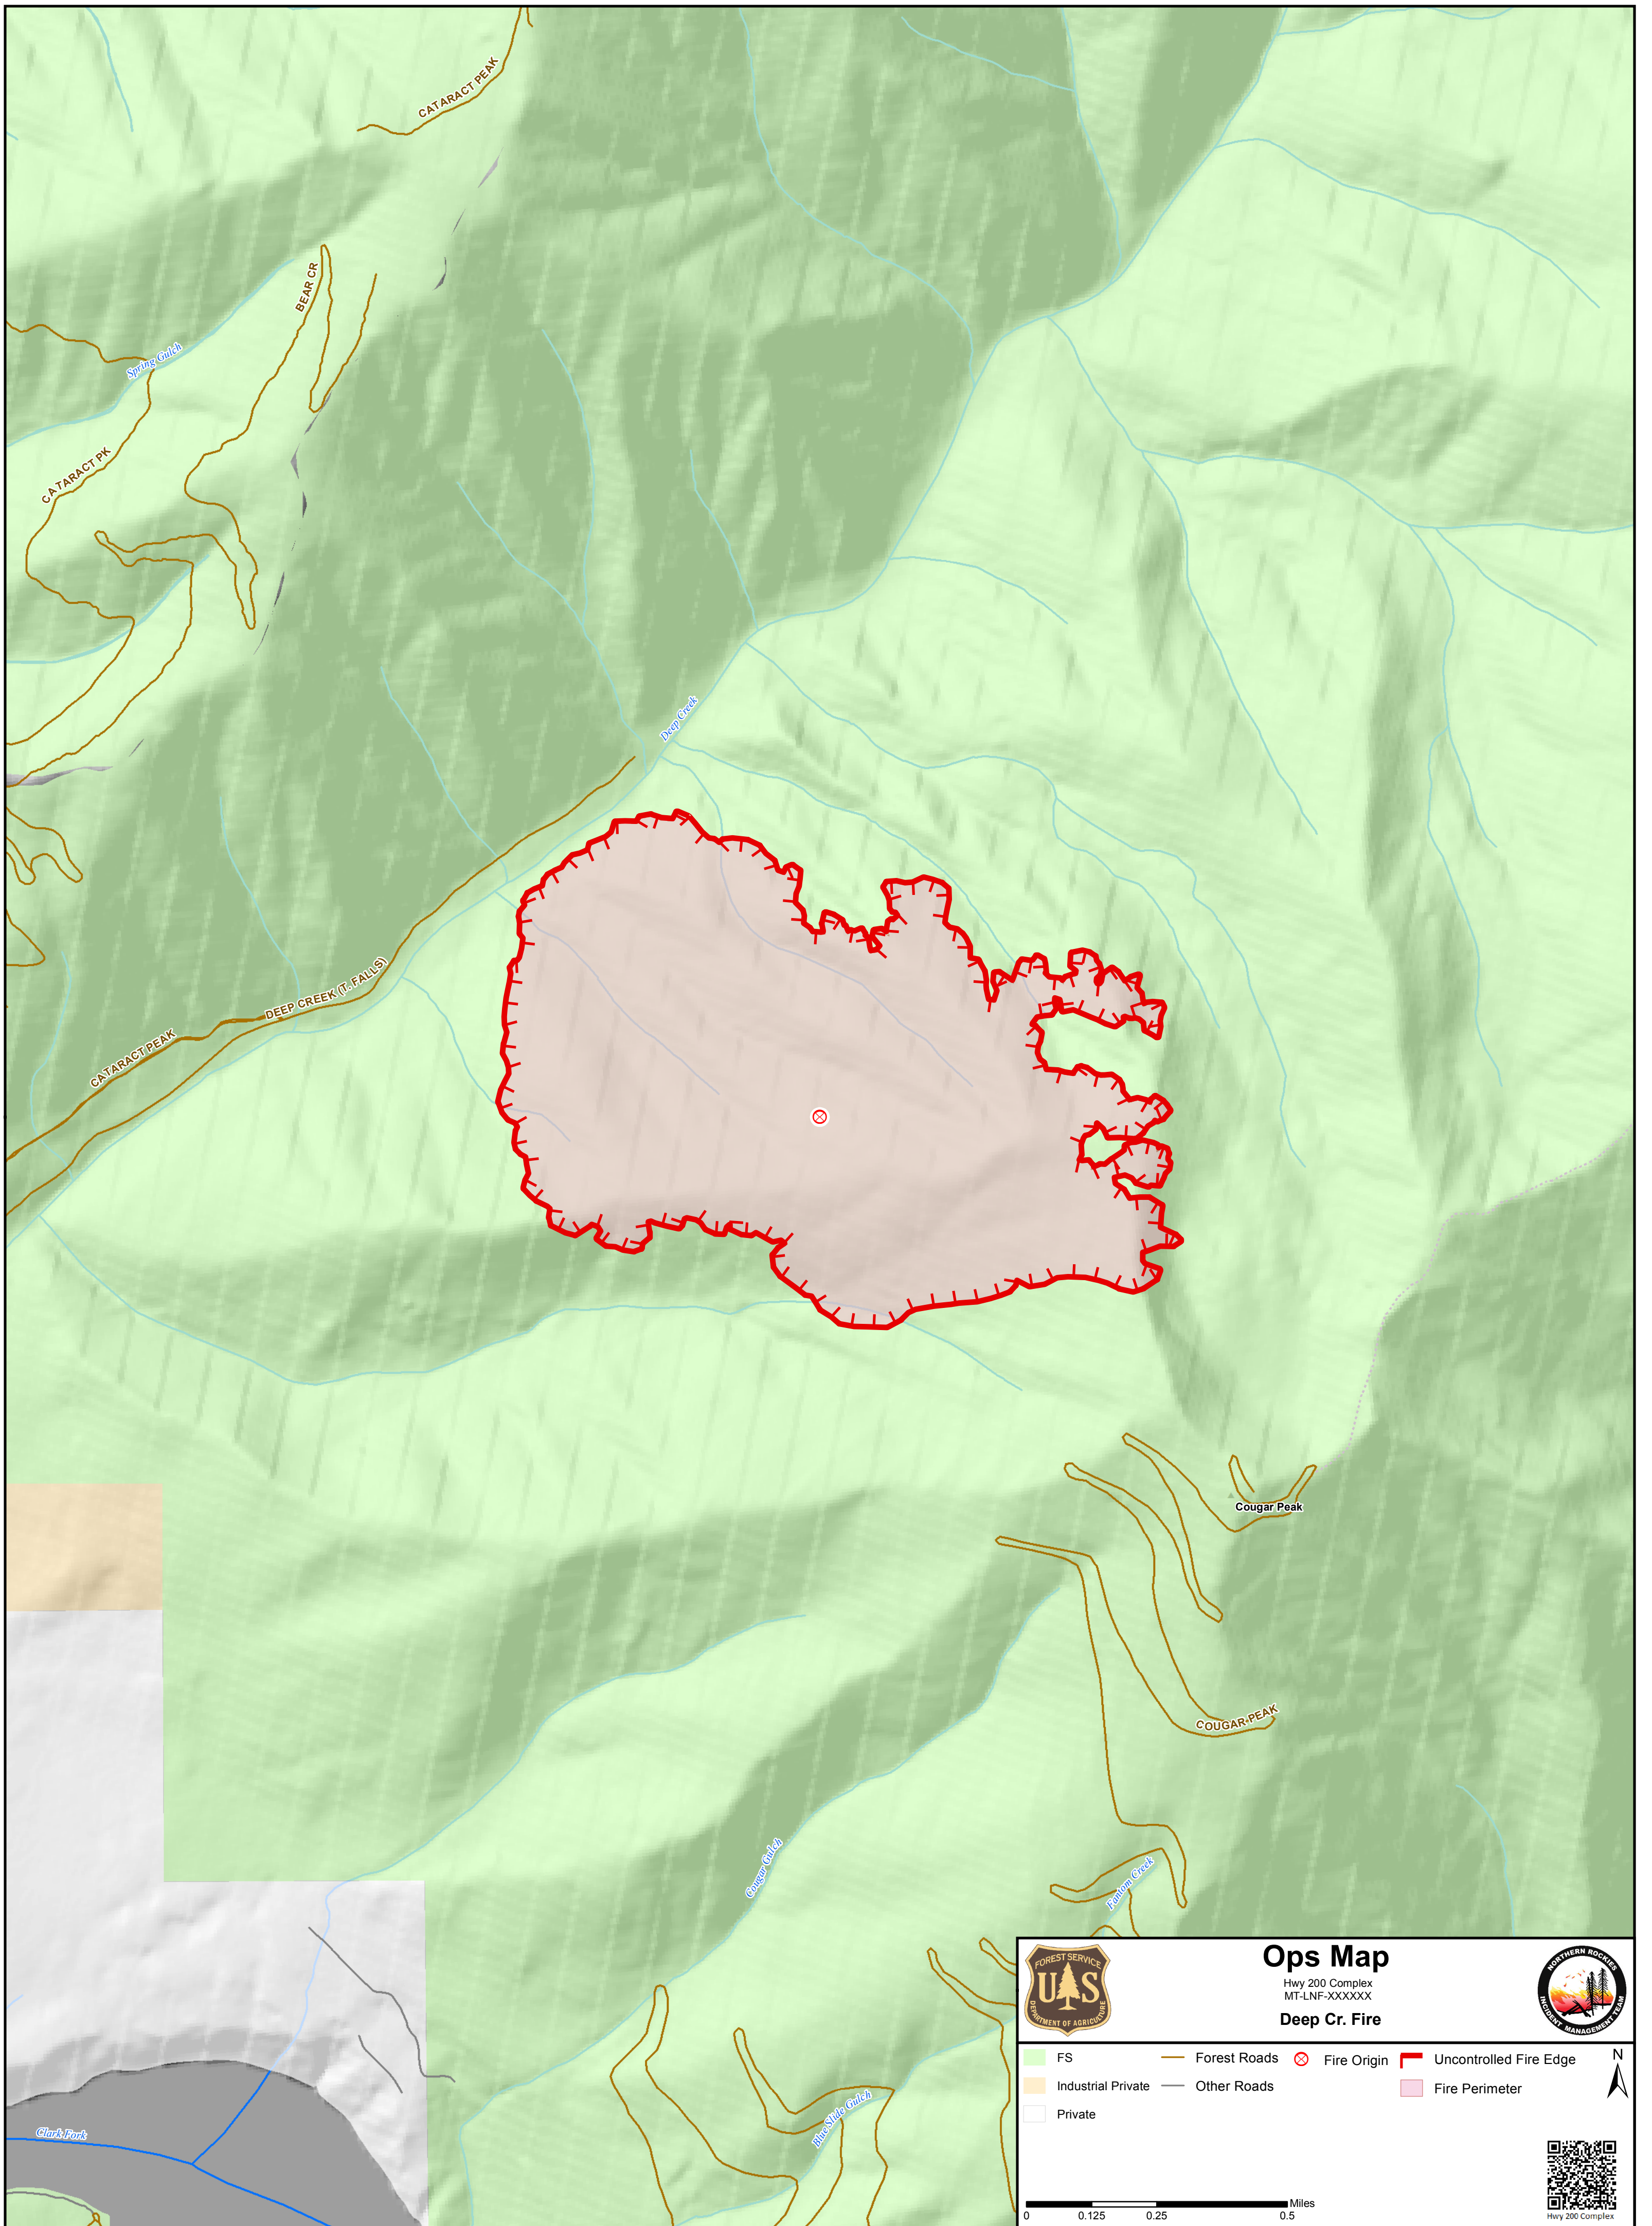 CATARACT PEAK
BEAR CR
Spring Gulch
CATARACT PK
Deep Creek
DEEP CREEK (T. FALLS)
CATARACT PEAK
Cougar Peak
COUGAR PEAK
Cougar Gulch
Fantom Creek
Blue Slide Gulch
Clark Fork
FOREST SERVICE
U S
DEPARTMENT OF AGRICULTURE
Ops Map
Hwy 200 Complex
MT-LNF-XXXXXX
Deep Cr. Fire
NORTHERN ROCKIES
INCIDENT MANAGEMENT TEAM
FS
Forest Roads
Fire Origin
Uncontrolled Fire Edge
N
Industrial Private
Other Roads
Fire Perimeter
Private
Miles
0 0.125 0.25 0.5
Hwy 200 Complex